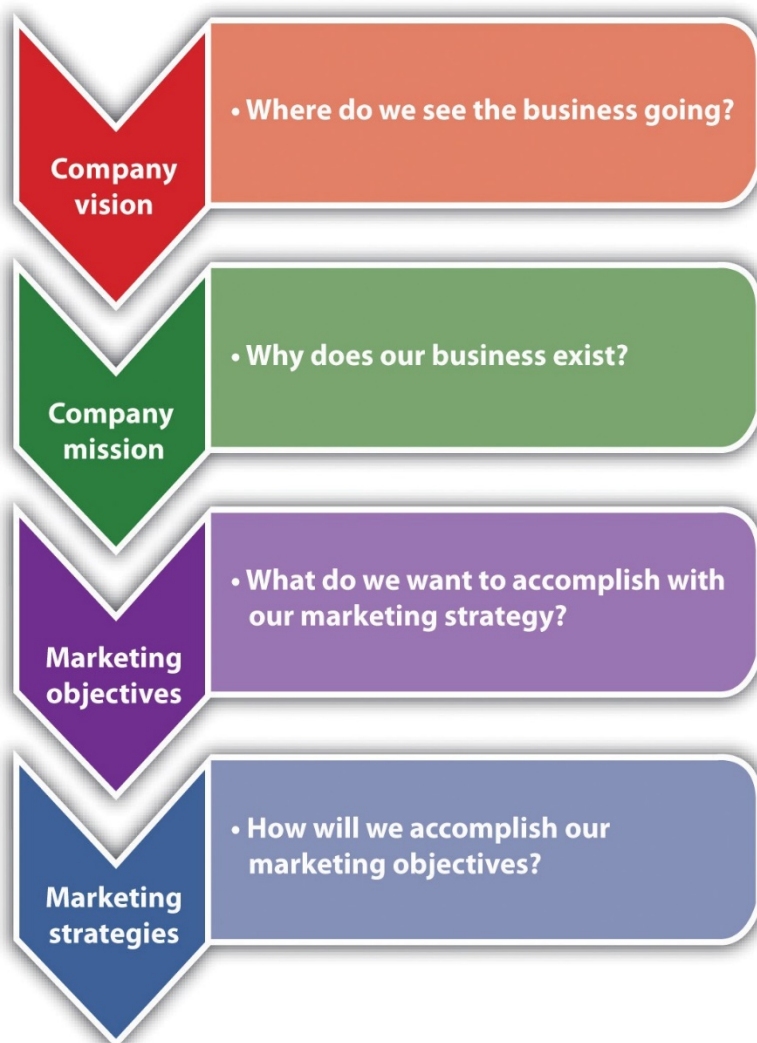 Company
vision
• Where do we see the business going?
Company
mission
• Why does our business exist?
Marketing
objectives
• What do we want to accomplish with
our marketing strategy?
Marketing
strategies
• How will we accomplish our
marketing objectives?